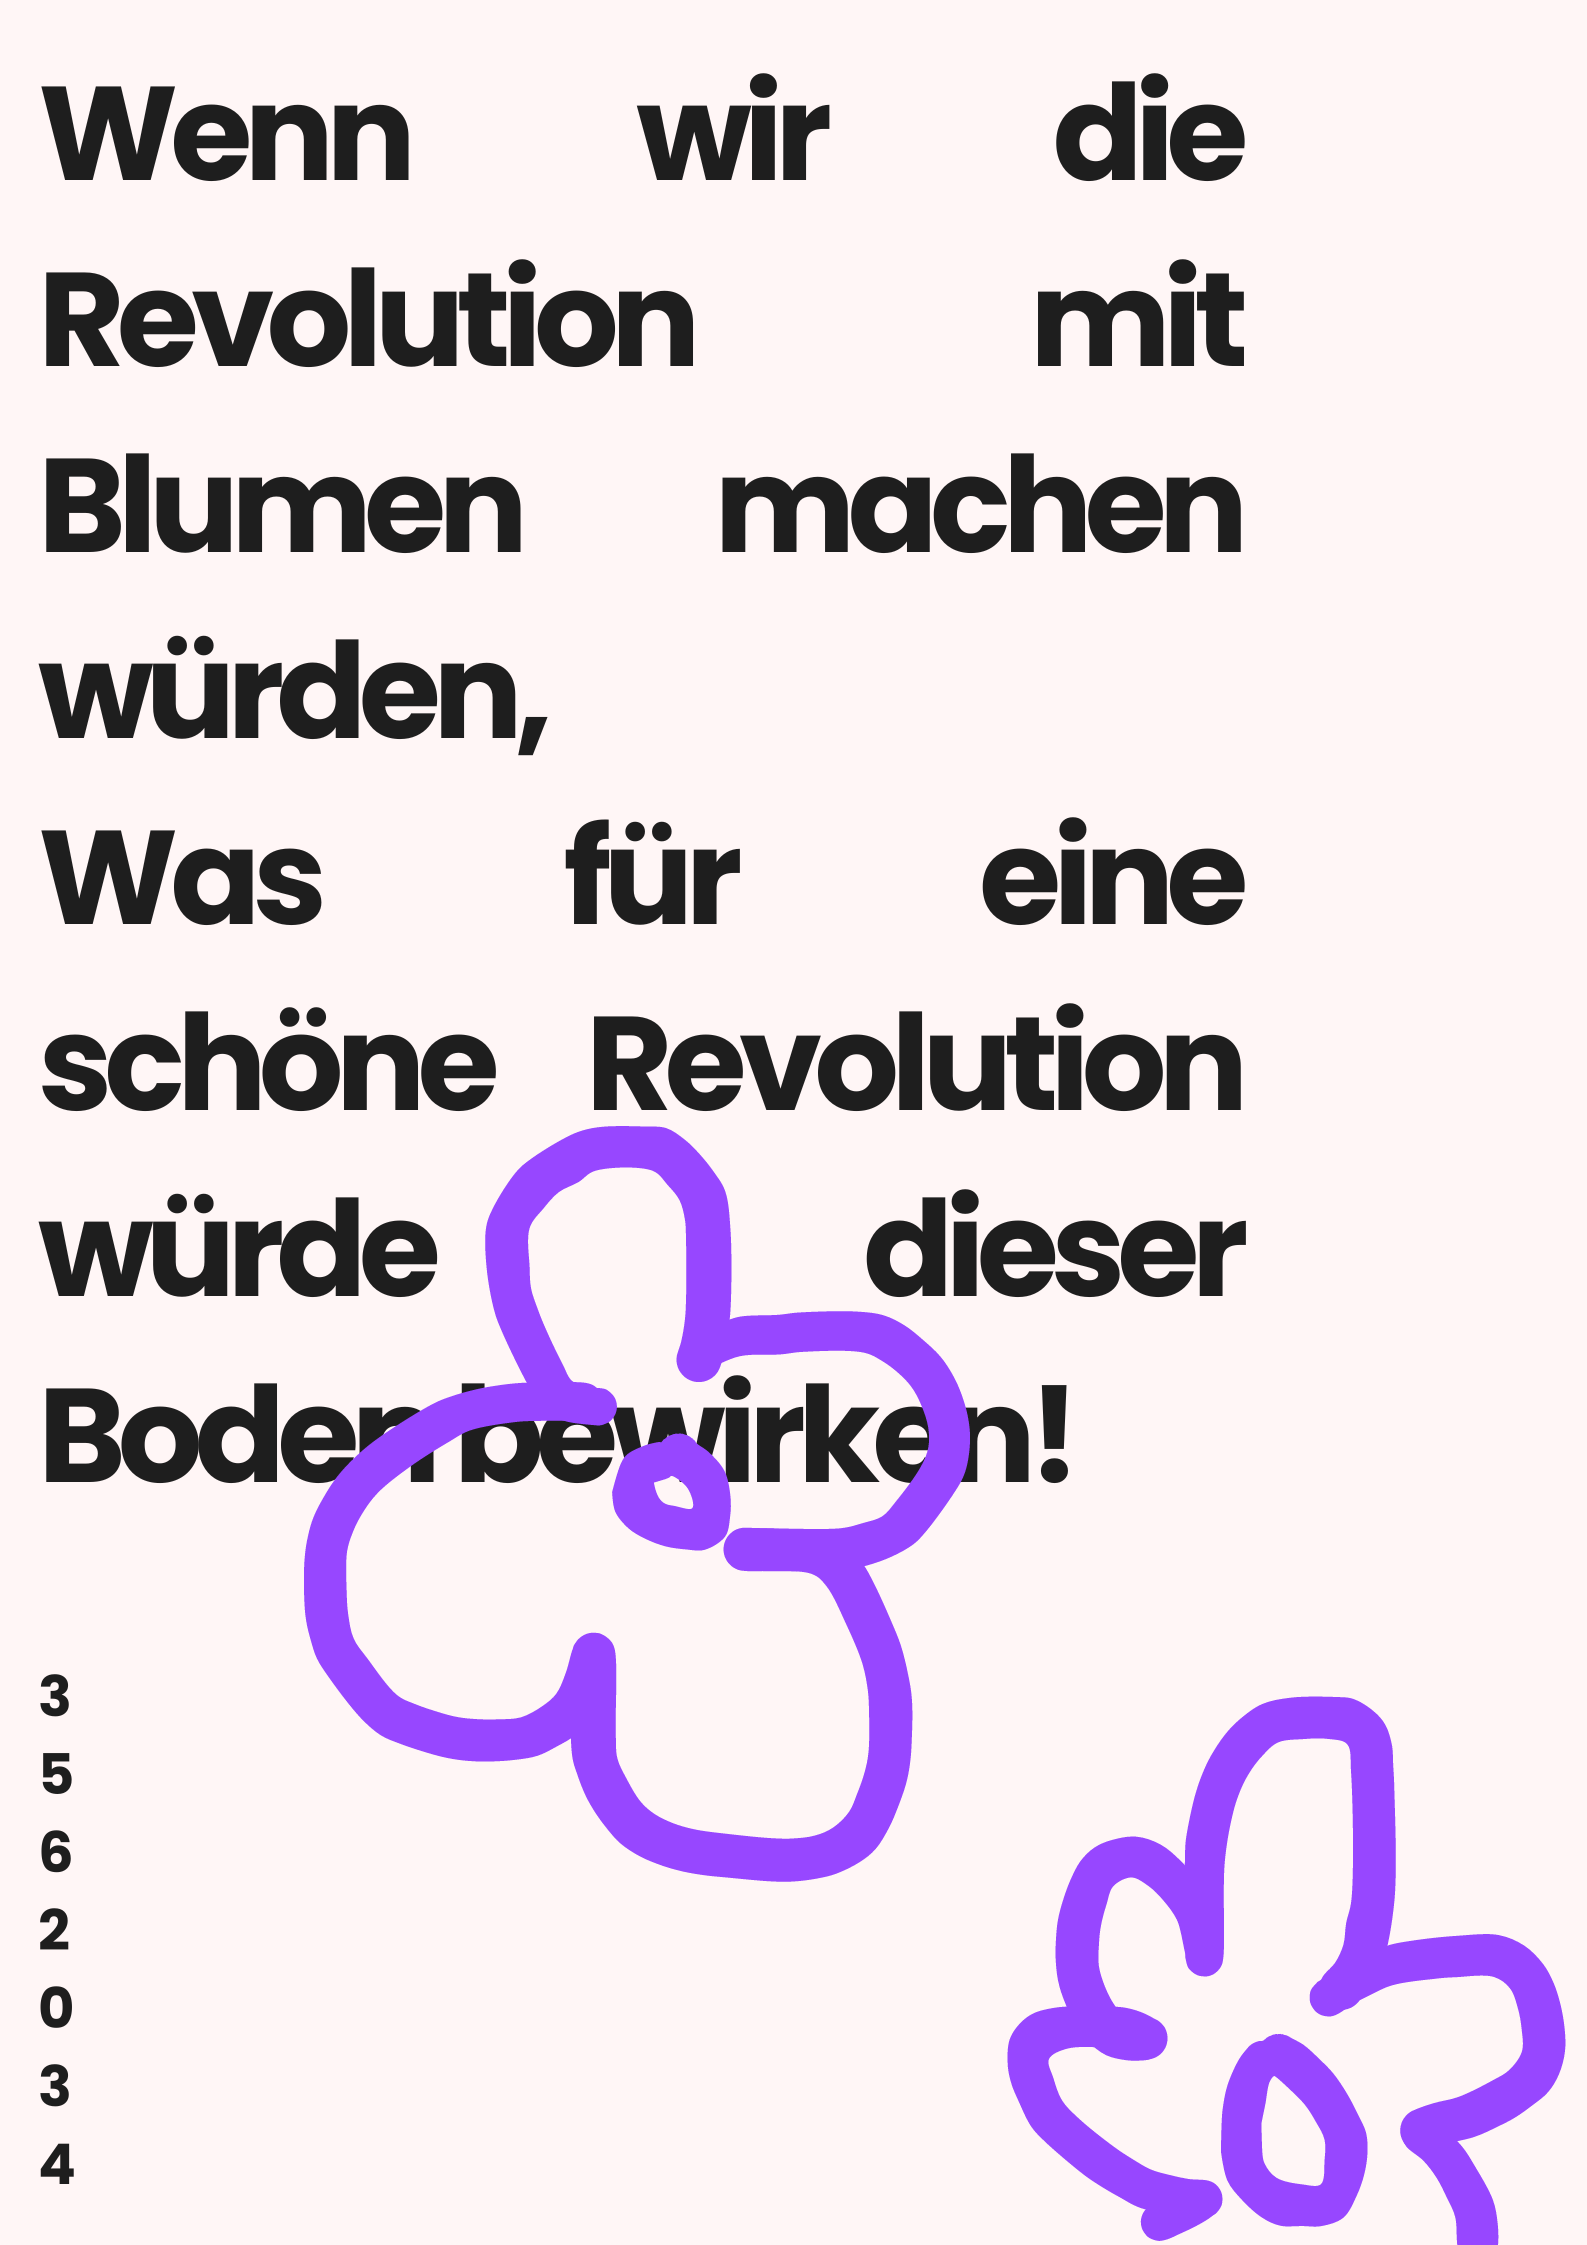 Wenn wir die
Revolution mit
Blumen machen
würden,
Was für eine
schöne Revolution
würde dieser
Boden bewirken!
3
5
6
2
0
3
4